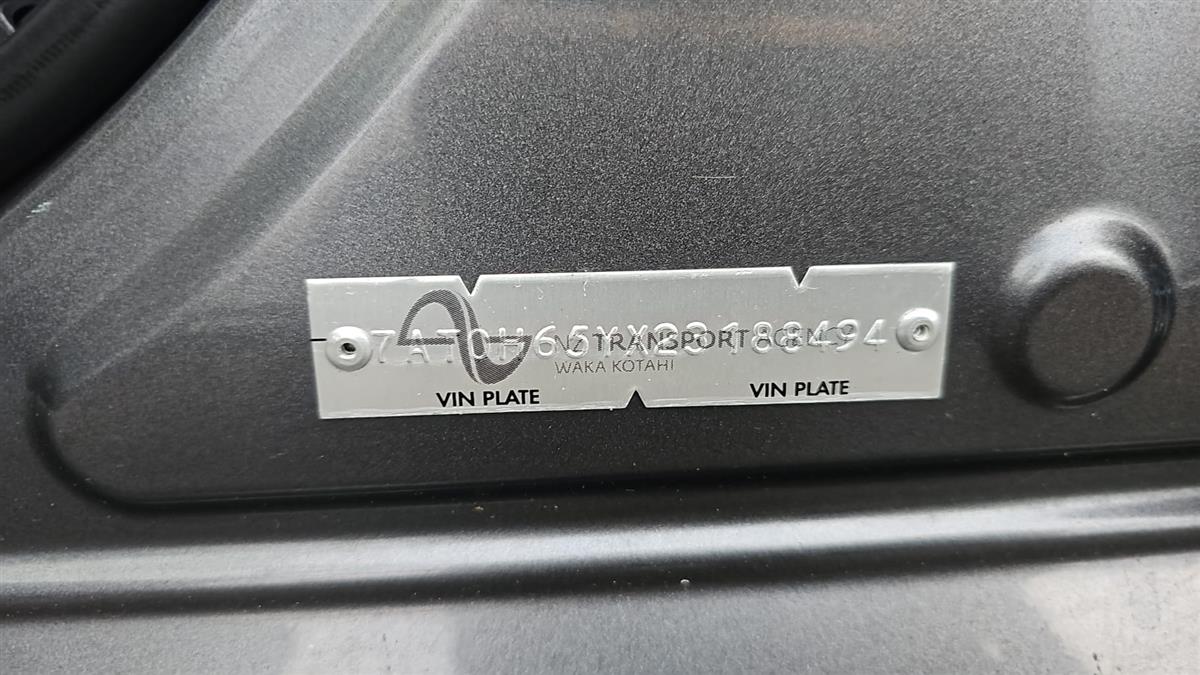 7AT0H65YX23188494
NZ TRANSPORT AGENCY
WAKA KOTAHI
VIN PLATE
VIN PLATE